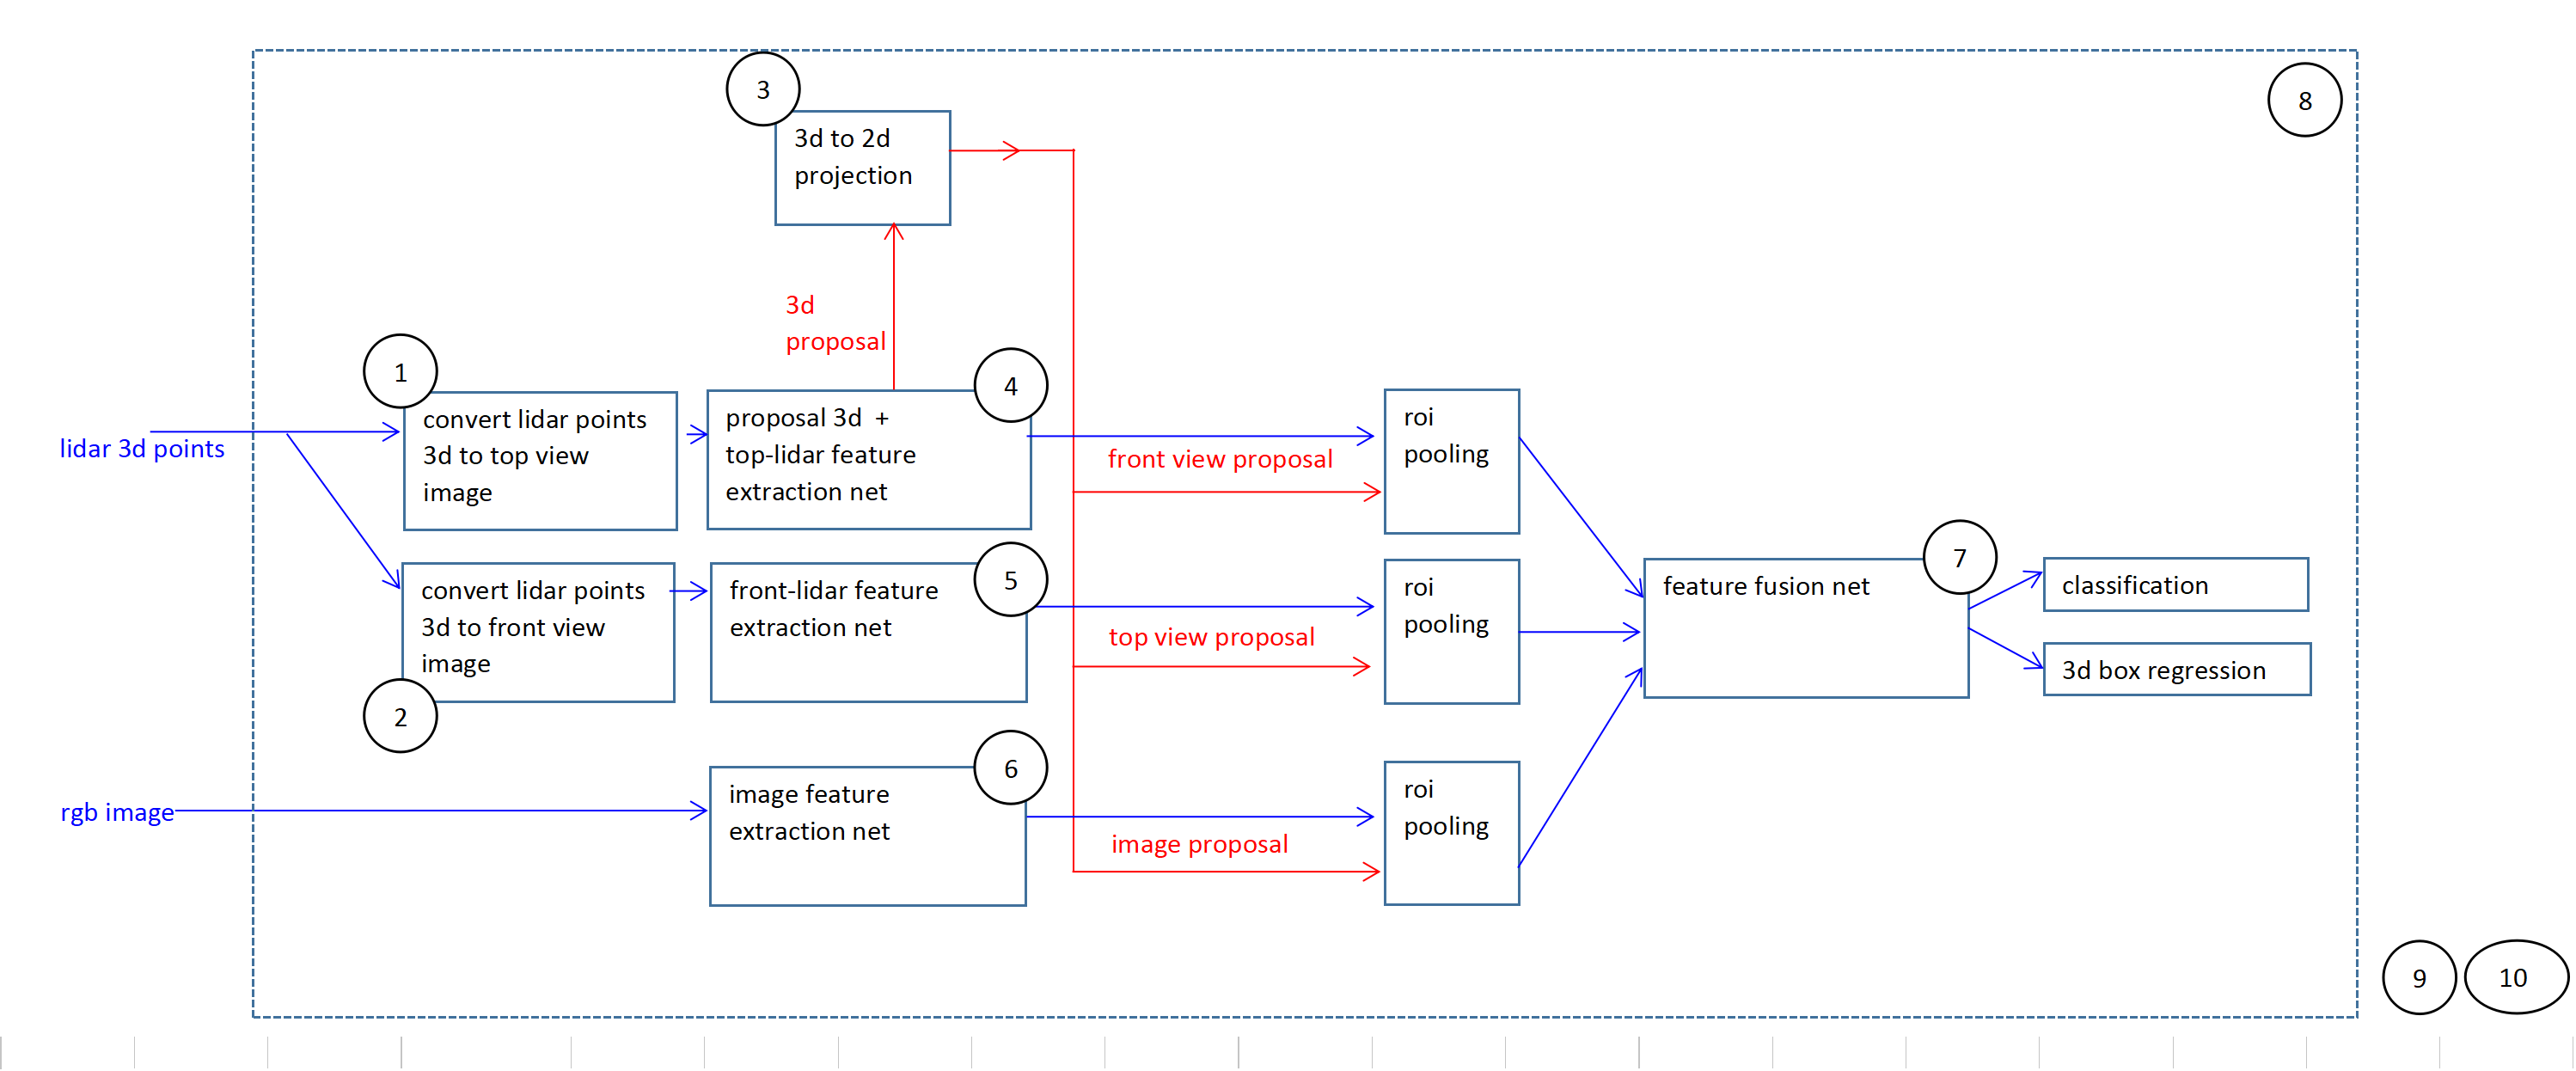 3
8
3d to 2d
projection
3d
proposal
1
4
convert lidar points
3d to top view
image
proposal 3d +
top-lidar feature
extraction net
roi
pooling
lidar 3d points
front view proposal
5
7
convert lidar points
3d to front view
image
front-lidar feature
extraction net
roi
pooling
feature fusion net
classification
top view proposal
3d box regression
2
6
rgb image
image feature
extraction net
roi
pooling
image proposal
9
10